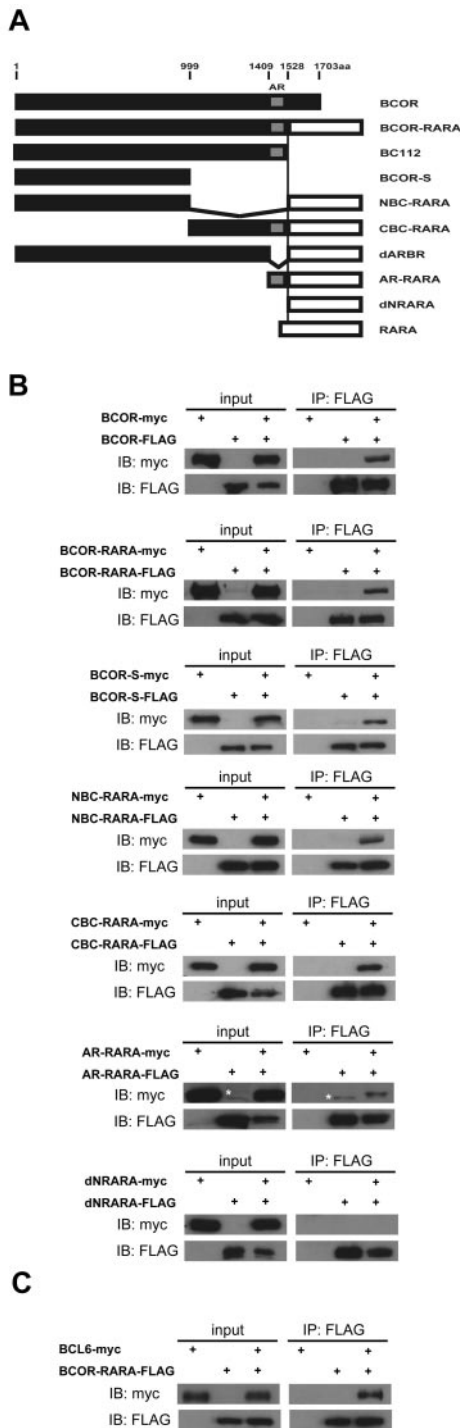 A
1 999 1409 1528 1703aa
AR
BCOR
BCOR-RARA
BC112
BCOR-S
NBC-RARA
CBC-RARA
dARBR
AR-RARA
dNRARA
RARA
B
input IP: FLAG
BCOR-myc + + + +
BCOR-FLAG + + + +
IB: myc
IB: FLAG
input IP: FLAG
BCOR-RARA-myc + + + +
BCOR-RARA-FLAG + + + +
IB: myc
IB: FLAG
input IP: FLAG
BCOR-S-myc + + + +
BCOR-S-FLAG + + + +
IB: myc
IB: FLAG
input IP: FLAG
NBC-RARA-myc + + + +
NBC-RARA-FLAG + + + +
IB: myc
IB: FLAG
input IP: FLAG
CBC-RARA-myc + + + +
CBC-RARA-FLAG + + + +
IB: myc
IB: FLAG
input IP: FLAG
AR-RARA-myc + + + +
AR-RARA-FLAG + + + +
IB: myc * *
IB: FLAG
input IP: FLAG
dNRARA-myc + + + +
dNRARA-FLAG + + + +
IB: myc
IB: FLAG
C
input IP: FLAG
BCL6-myc + + + +
BCOR-RARA-FLAG + + + +
IB: myc
IB: FLAG